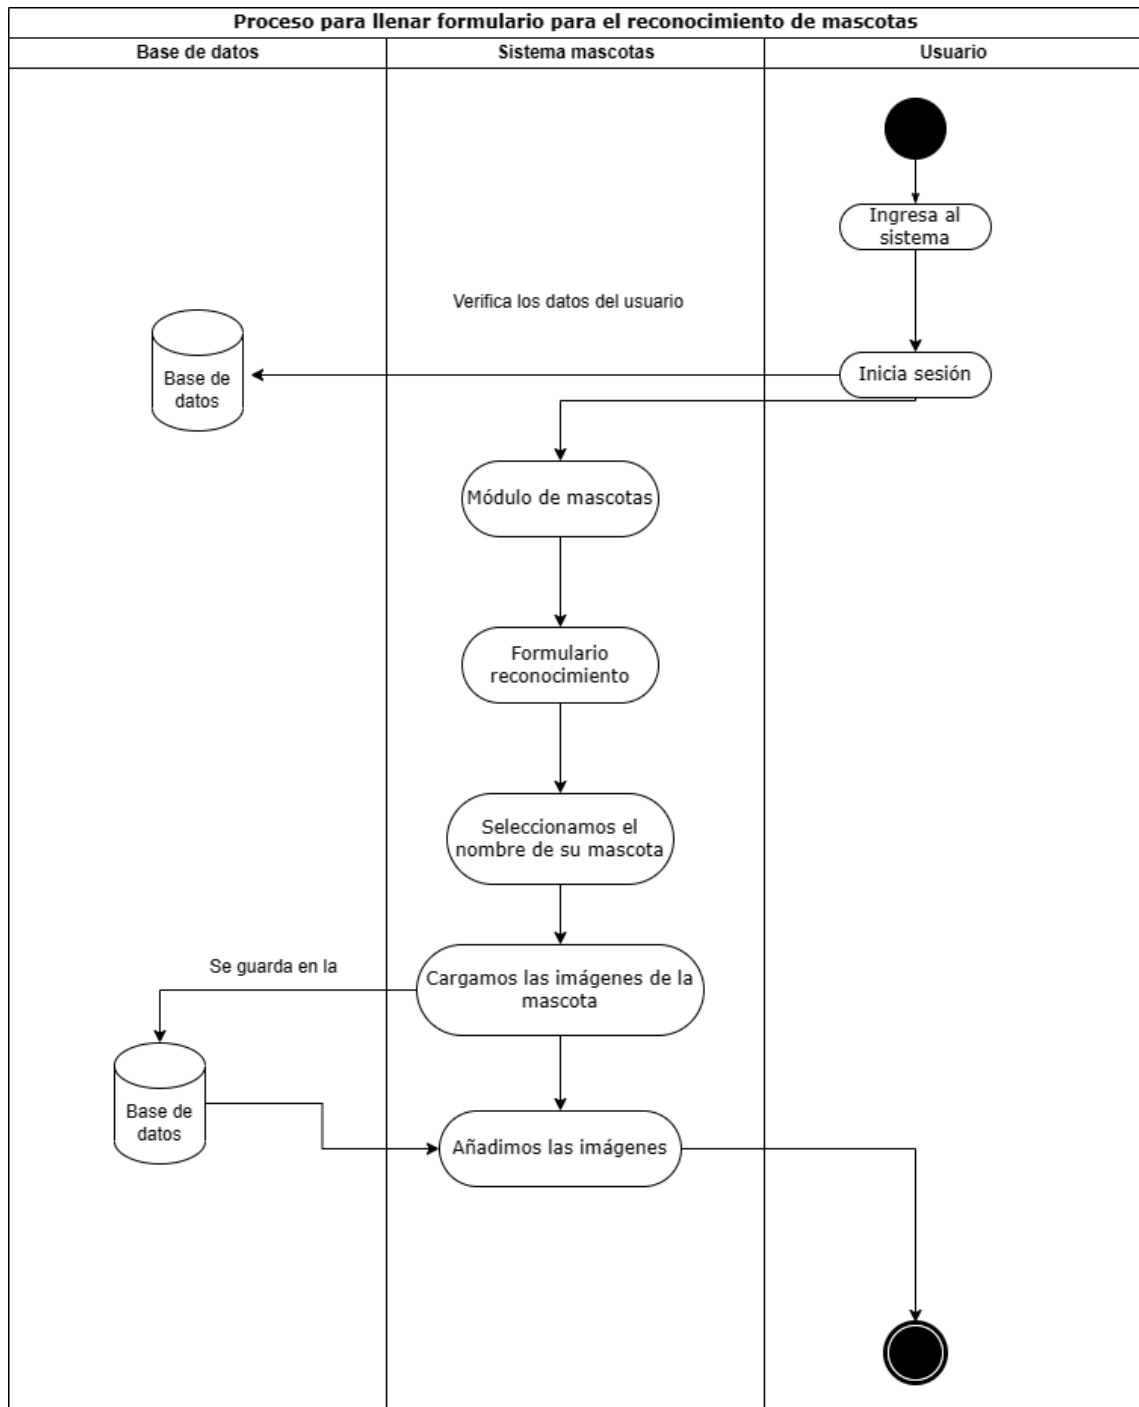 Proceso para llenar formulario para el reconocimiento de mascotas
Base de datos
Sistema mascotas
Usuario
Ingresa al
sistema
Verifica los datos del usuario
Inicia sesión
Base de
datos
Módulo de mascotas
Formulario
reconocimiento
Seleccionamos el
nombre de su mascota
Se guarda en la
Cargamos las imágenes de la
mascota
Base de
datos
Añadimos las imágenes